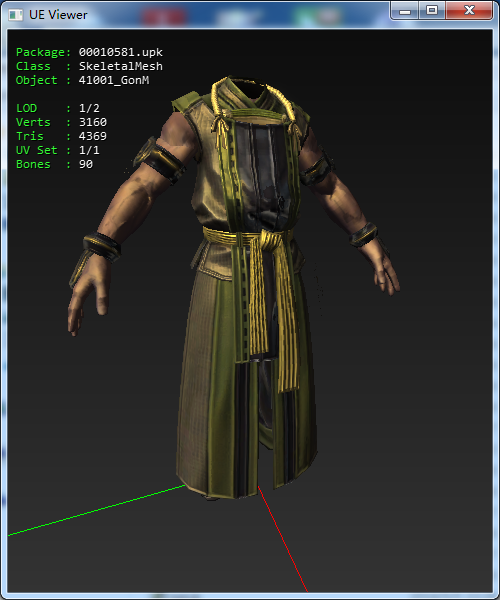 UE Viewer
Package: 00010581.upk
Class : SkeletalMesh
Object : 41001_GonM
LOD : 1/2
Verts : 3160
Tris : 4369
UV Set : 1/1
Bones : 90